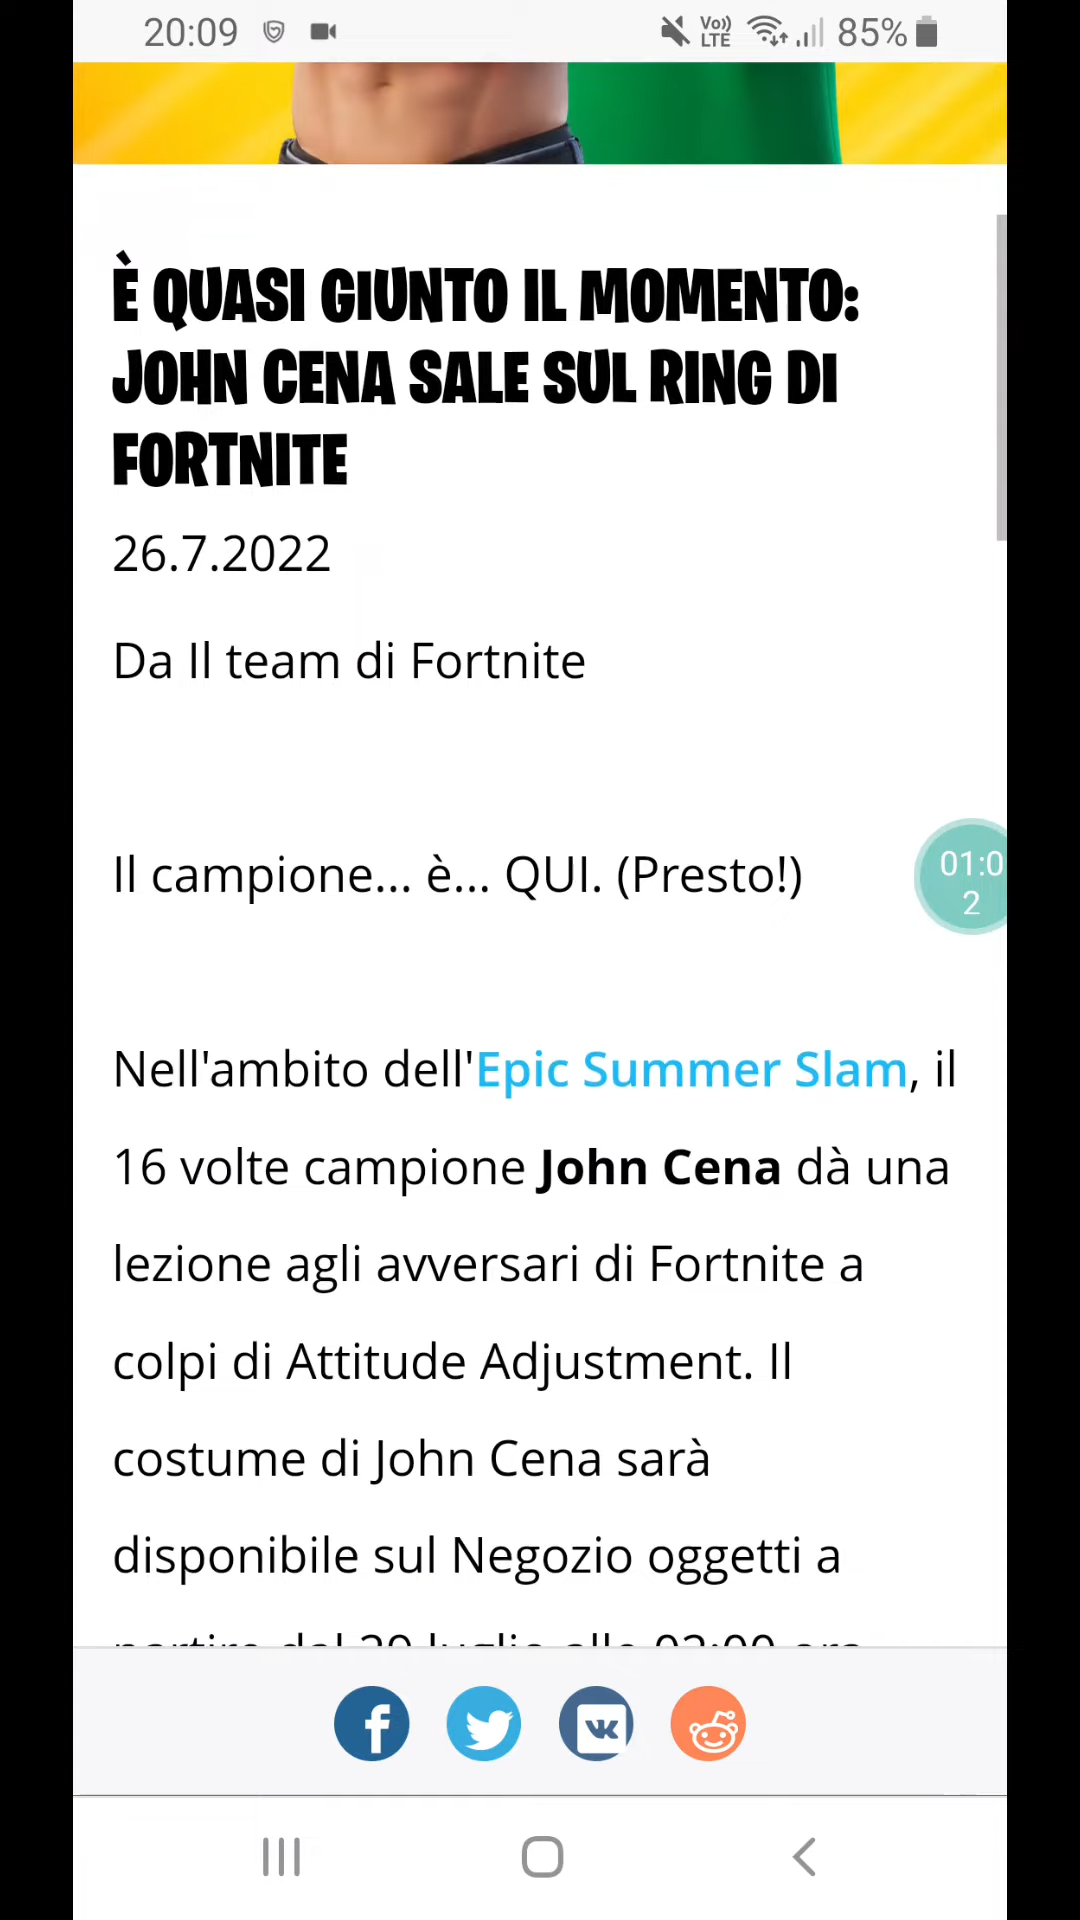 20:09
Vo)) LTE
85%
È QUASI GIUNTO IL MOMENTO:
JOHN CENA SALE SUL RING DI
FORTNITE
26.7.2022
Da Il team di Fortnite
Il campione... è... QUI. (Presto!)
01:0
2
Nell'ambito dell'Epic Summer Slam, il
16 volte campione John Cena dà una
lezione agli avversari di Fortnite a
colpi di Attitude Adjustment. Il
costume di John Cena sarà
disponibile sul Negozio oggetti a